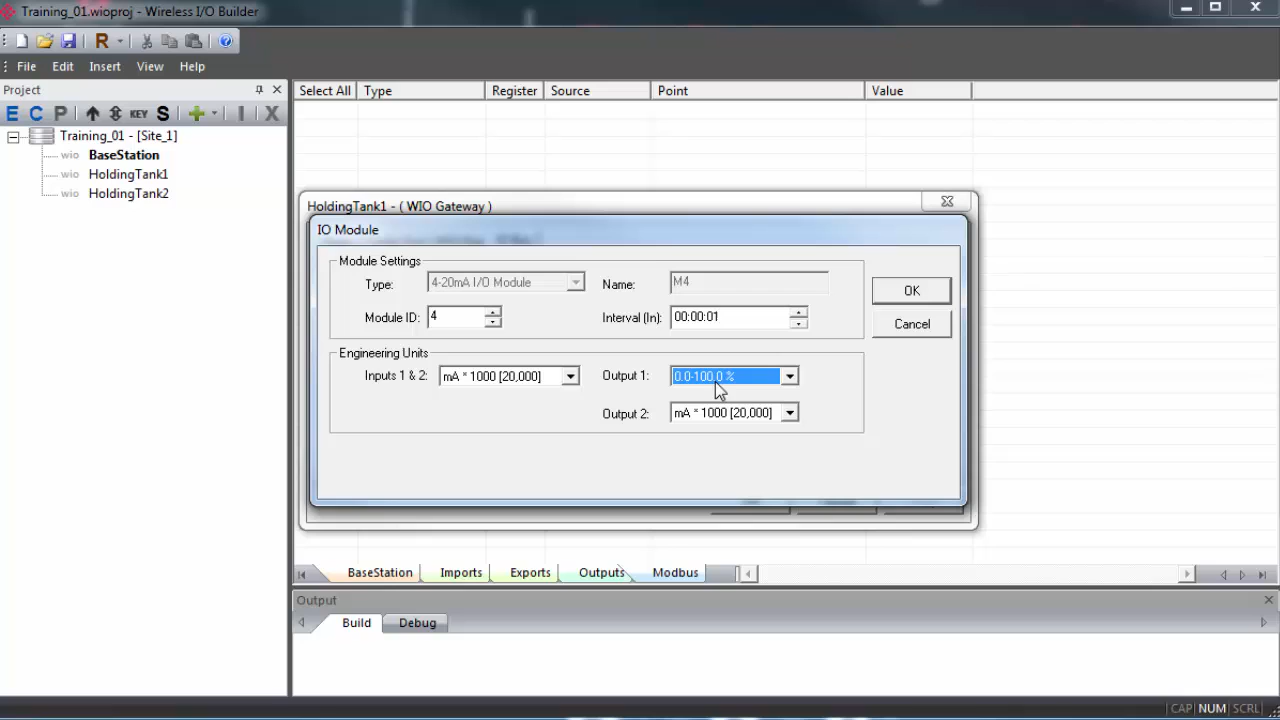 Training_01.wioproj - Wireless I/O Builder
R
File Edit Insert View Help
Project
E C P KEY S I X
Training_01 - [Site_1]
wio BaseStation
wio HoldingTank1
wio HoldingTank2
Select All Type Register Source Point Value
HoldingTank1 - ( WIO Gateway )
IO Module
Module Settings
Type: 4-20mA I/O Module Name: M4
Module ID: 4 Interval (In): 00:00:01
OK
Cancel
Engineering Units
Inputs 1 & 2: mA * 1000 [20,000] Output 1: 0.0-100.0 %
Output 2: mA * 1000 [20,000]
BaseStation Imports Exports Outputs Modbus
Output
Build Debug
CAP NUM SCRL